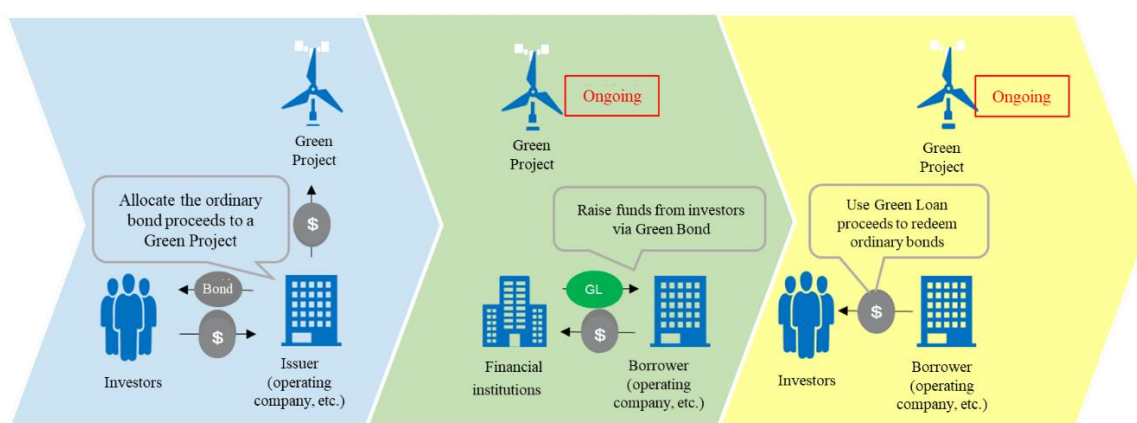 Green
Project
Allocate the ordinary
bond proceeds to a
Green Project
$
Bond
$
Investors
Issuer
(operating
company, etc.)
Ongoing
Green
Project
Raise funds from investors
via Green Bond
GL
$
Financial
institutions
Borrower
(operating
company, etc.)
Ongoing
Green
Project
Use Green Loan
proceeds to redeem
ordinary bonds
$
Investors
Borrower
(operating
company, etc.)